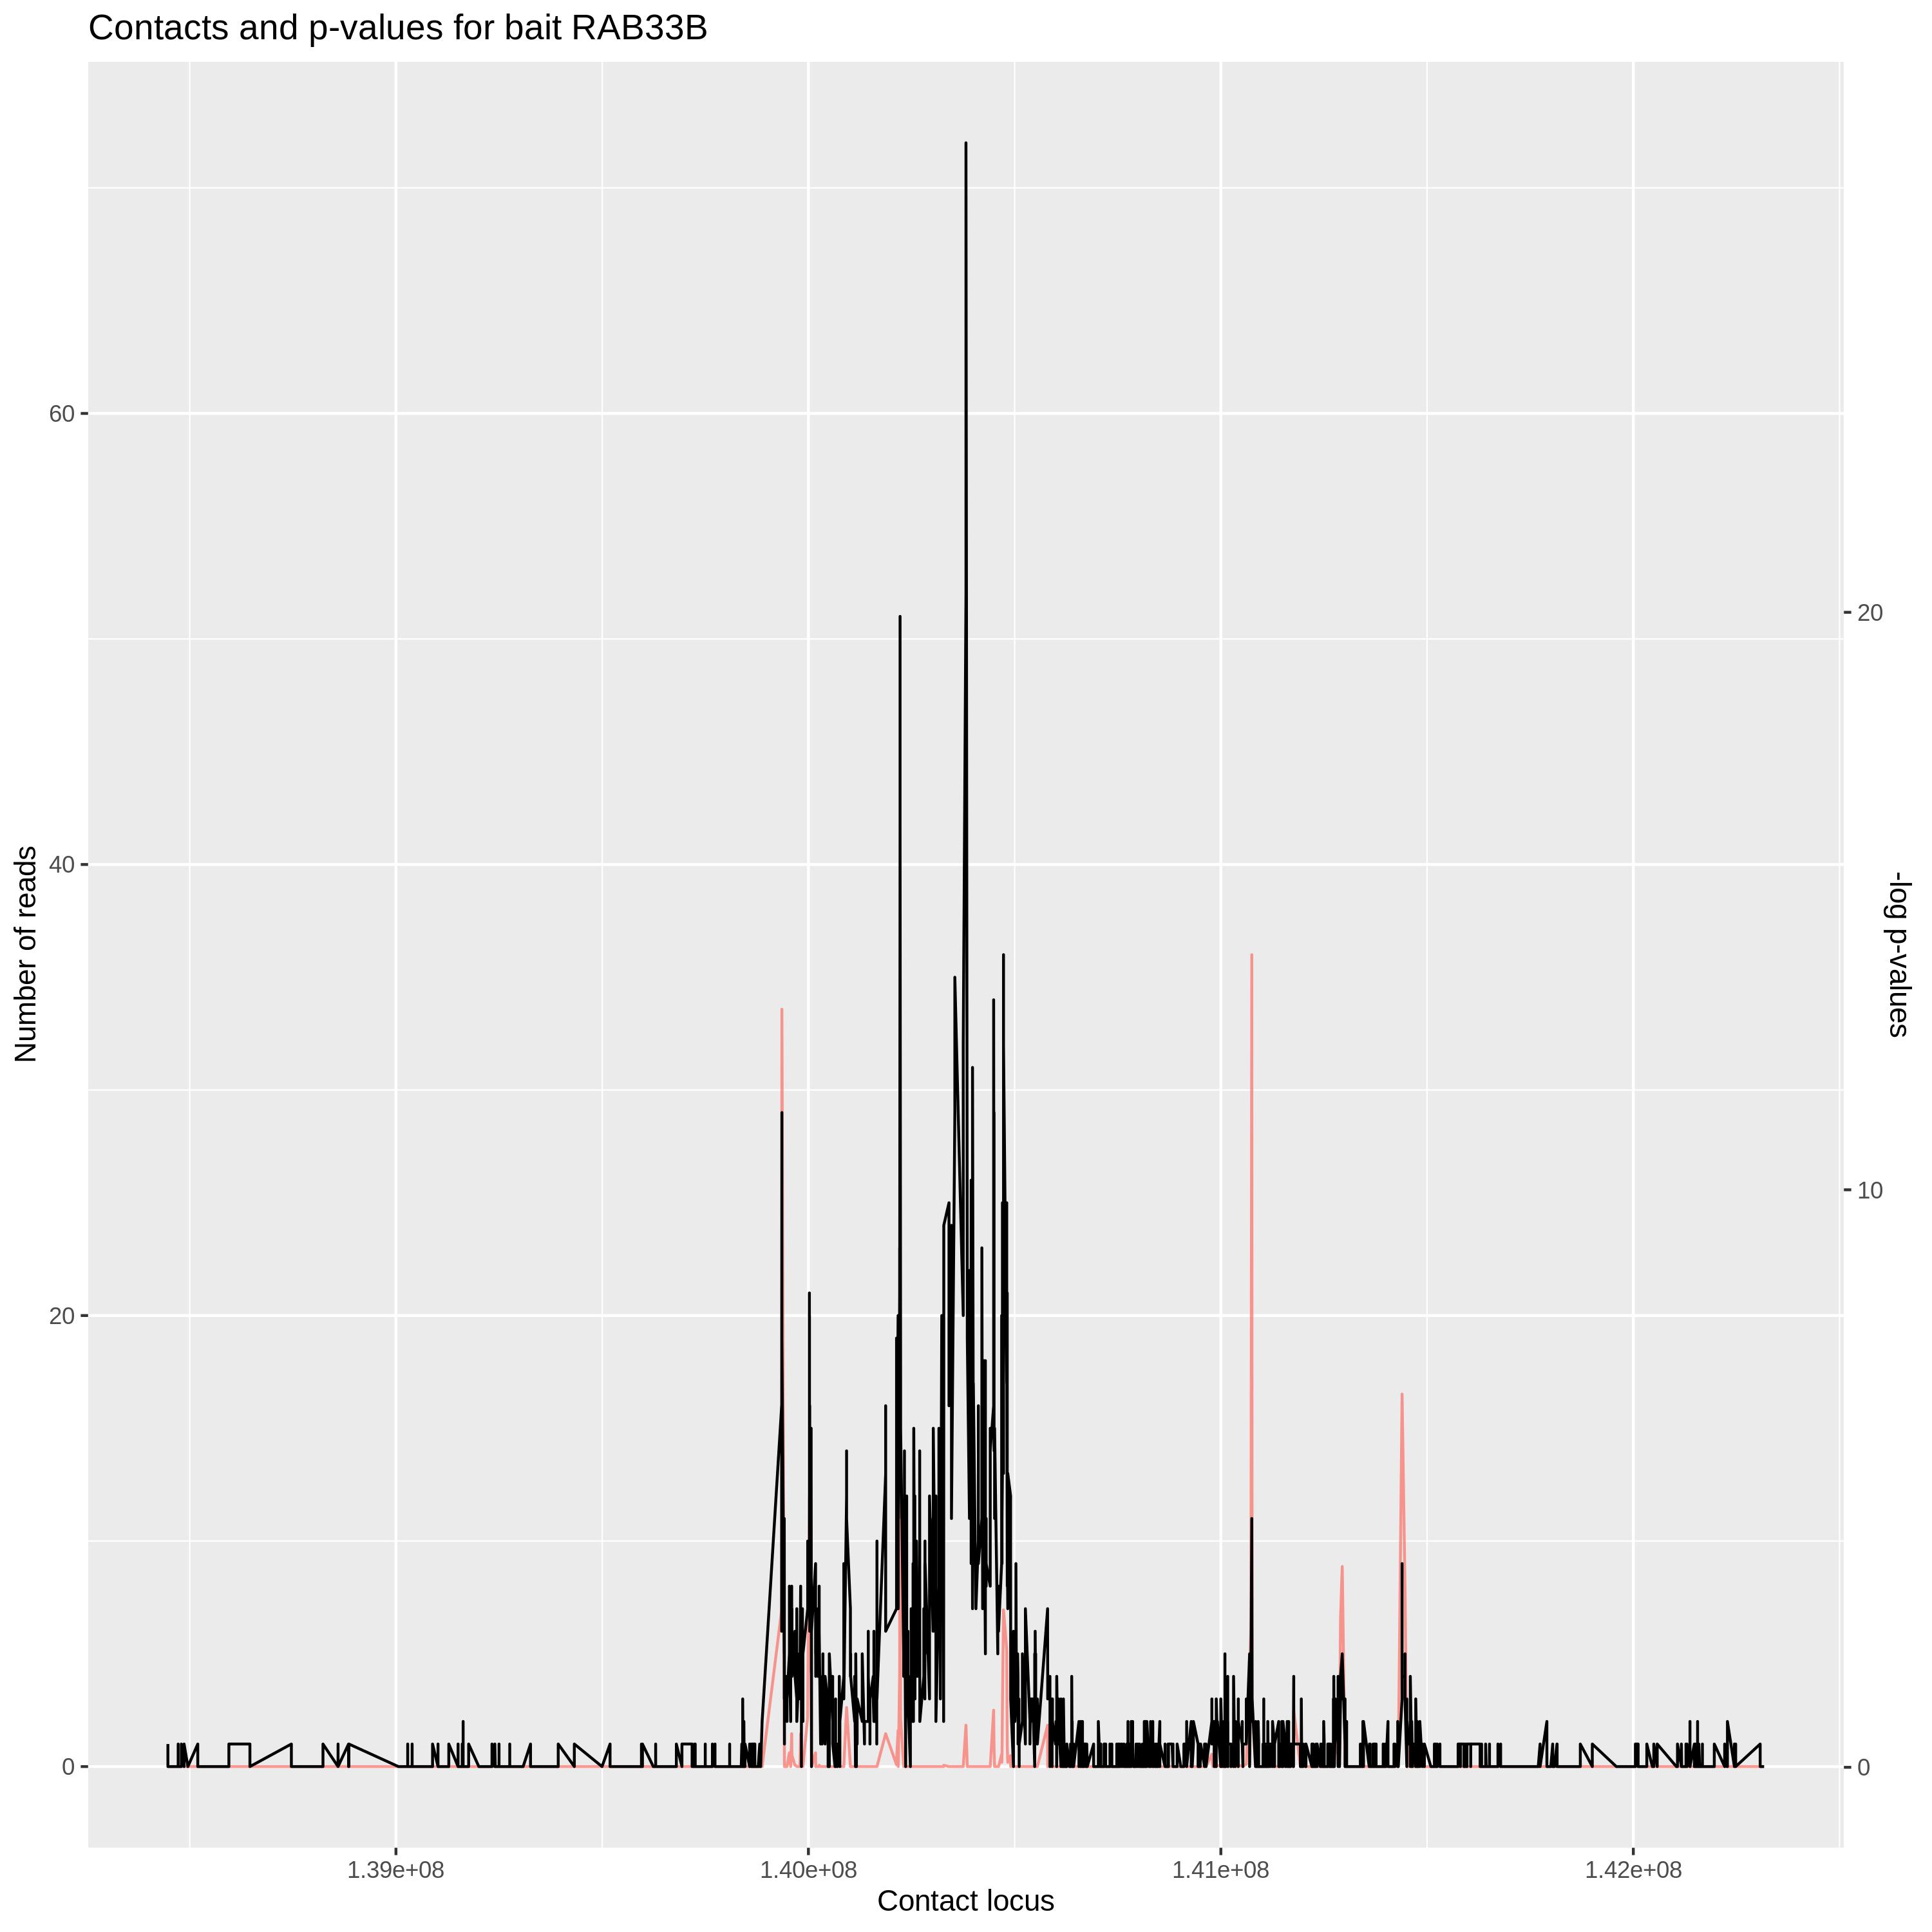 Contacts and p-values for bait RAB33B
Number of reads
60
40
20
0
20
10
0
-log p-values
1.39e+08
1.40e+08
1.41e+08
1.42e+08
Contact locus